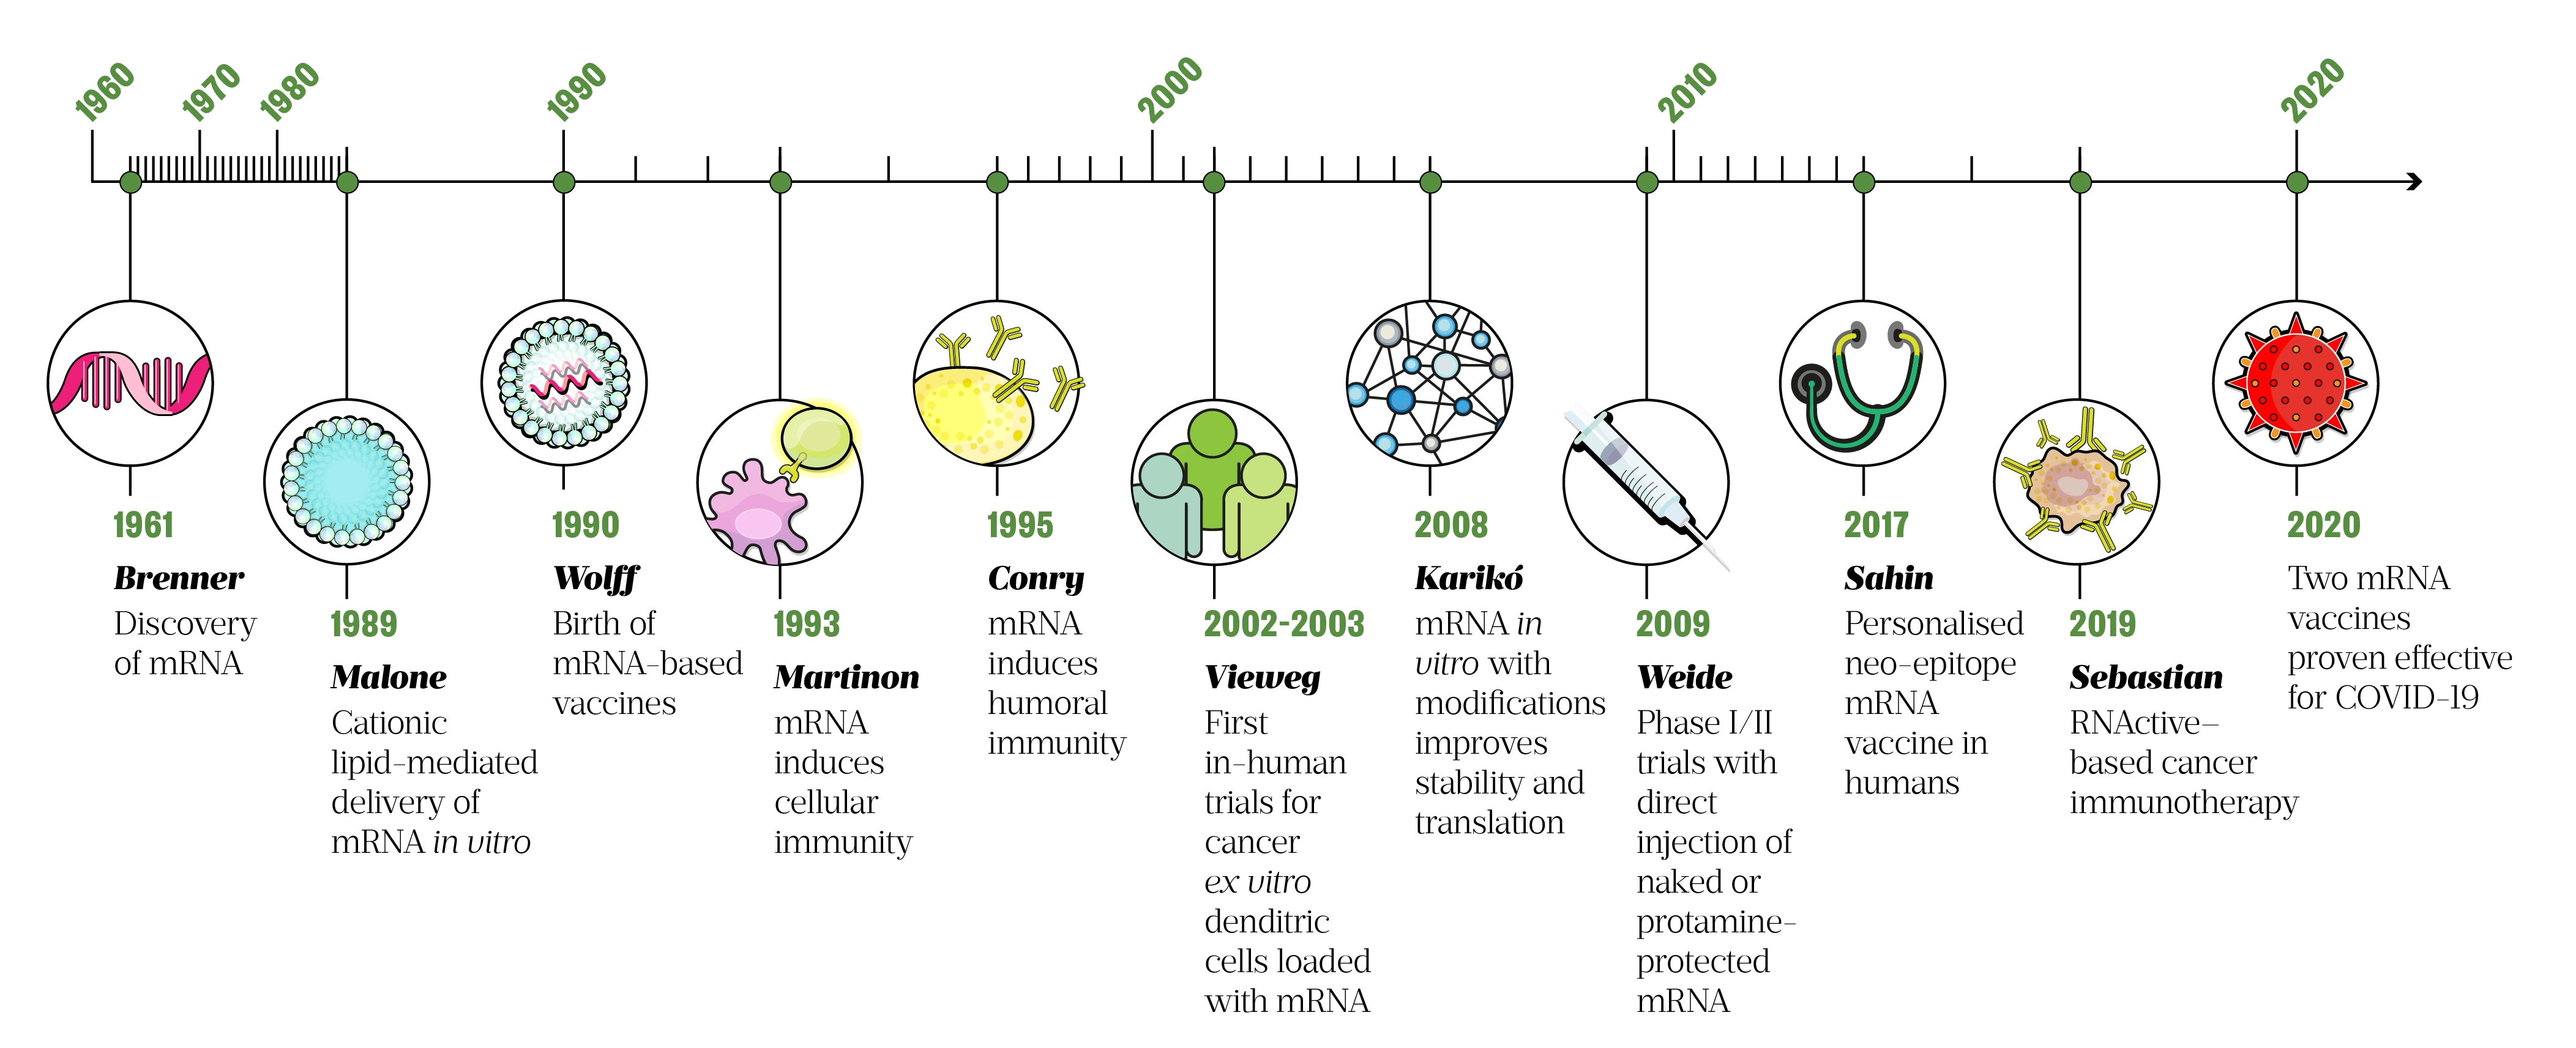 1960
1970
1980
1990
2000
2010
2020
1961
Brenner
Discovery
of mRNA
1989
Malone
Cationic
lipid-mediated
delivery of
mRNA in vitro
1990
Wolff
Birth of
mRNA-based
vaccines
1993
Martinon
mRNA
induces
cellular
immunity
1995
Conry
mRNA
induces
humoral
immunity
2002-2003
Vieweg
First
in-human
trials for
cancer
ex vitro
denditric
cells loaded
with mRNA
2008
Karikó
mRNA in
vitro with
modifications
improves
stability and
translation
2009
Weide
Phase I/II
trials with
direct
injection of
naked or
protamine-
protected
mRNA
2017
Sahin
Personalised
neo-epitope
mRNA
vaccine in
humans
2019
Sebastian
RNActive–
based cancer
immunotherapy
2020
Two mRNA
vaccines
proven effective
for COVID-19